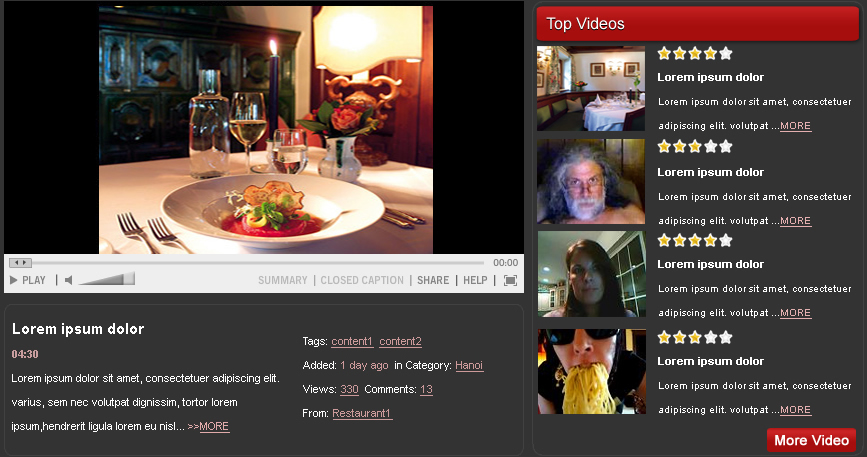 00:00
PLAY | SUMMARY | CLOSED CAPTION | SHARE | HELP |
Lorem ipsum dolor
04:30
Lorem ipsum dolor sit amet, consectetuer adipiscing elit.
varius, sem nec volutpat dignissim, tortor lorem
ipsum,hendrerit ligula lorem eu nisl... >>MORE
Tags: content1 content2
Added: 1 day ago in Category: Hanoi
Views: 330 Comments: 13
From: Restaurant1
Top Videos
Lorem ipsum dolor
Lorem ipsum dolor sit amet, consectetuer
adipiscing elit. volutpat ...MORE
Lorem ipsum dolor
Lorem ipsum dolor sit amet, consectetuer
adipiscing elit. volutpat ...MORE
Lorem ipsum dolor
Lorem ipsum dolor sit amet, consectetuer
adipiscing elit. volutpat ...MORE
Lorem ipsum dolor
Lorem ipsum dolor sit amet, consectetuer
adipiscing elit. volutpat ...MORE
More Video